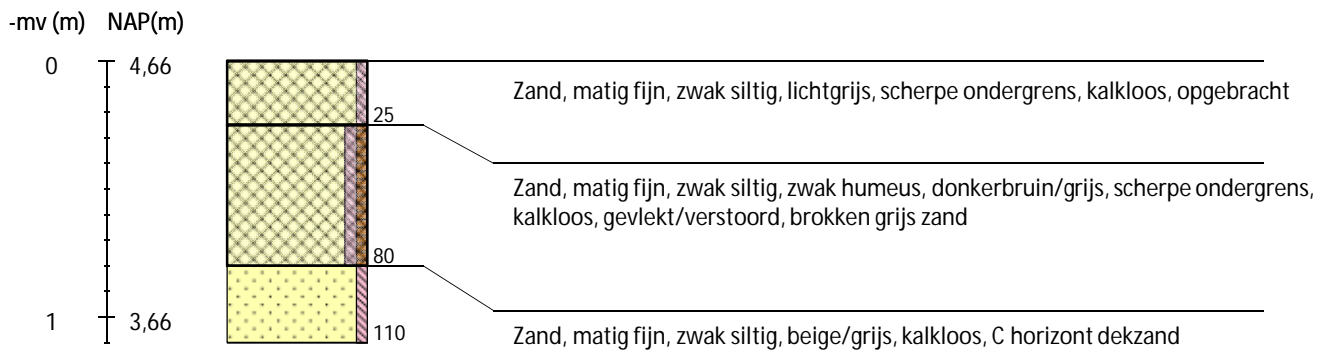 -mv (m) NAP(m)
0 4,66
Zand, matig fijn, zwak siltig, lichtgrijs, scherpe ondergrens, kalkloos, opgebracht
25
Zand, matig fijn, zwak siltig, zwak humeus, donkerbruin/grijs, scherpe ondergrens,
kalkloos, gevlekt/verstoord, brokken grijs zand
80
1 3,66
110
Zand, matig fijn, zwak siltig, beige/grijs, kalkloos, C horizont dekzand